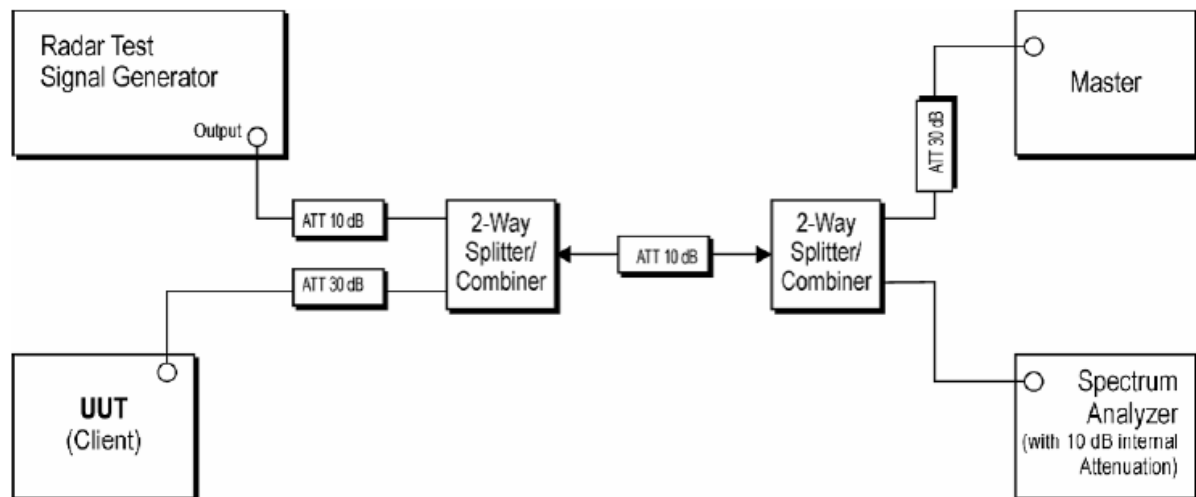 Radar Test
Signal Generator
Output
ATT 10 dB
ATT 30 dB
UUT
(Client)
2-Way
Splitter/
Combiner
ATT 10 dB
2-Way
Splitter/
Combiner
ATT 30 dB
Master
Spectrum
Analyzer
(with 10 dB internal
Attenuation)